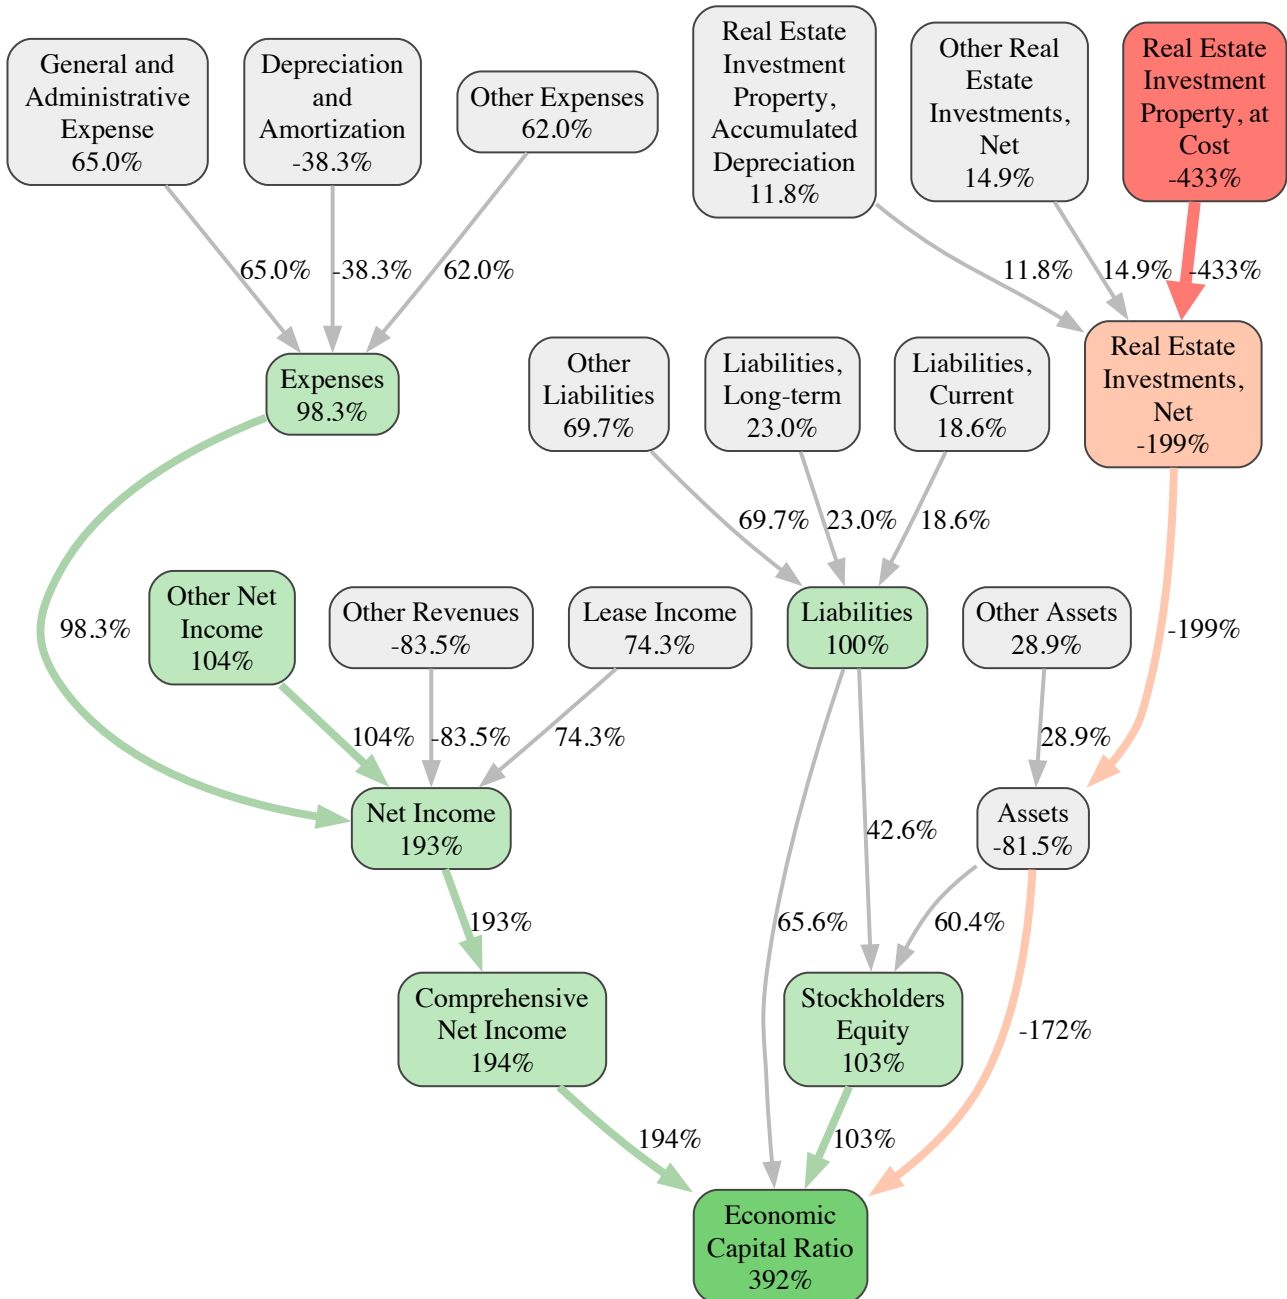 General and
Administrative
Expense
65.0%
Depreciation
and
Amortization
-38.3%
Other Expenses
62.0%
Real Estate
Investment
Property,
Accumulated
Depreciation
11.8%
Other Real
Estate
Investments,
Net
14.9%
Real Estate
Investment
Property, at
Cost
-433%
65.0%
-38.3%
62.0%
11.8%
14.9%
-433%
Expenses
98.3%
Other
Liabilities
69.7%
Liabilities,
Long-term
23.0%
Liabilities,
Current
18.6%
Real Estate
Investments,
Net
-199%
69.7%
23.0%
18.6%
98.3%
Other Net
Income
104%
Other Revenues
-83.5%
Lease Income
74.3%
Liabilities
100%
Other Assets
28.9%
-199%
104%
-83.5%
74.3%
28.9%
Net Income
193%
42.6%
Assets
-81.5%
193%
65.6%
60.4%
Comprehensive
Net Income
194%
Stockholders
Equity
103%
-172%
194%
103%
Economic
Capital Ratio
392%